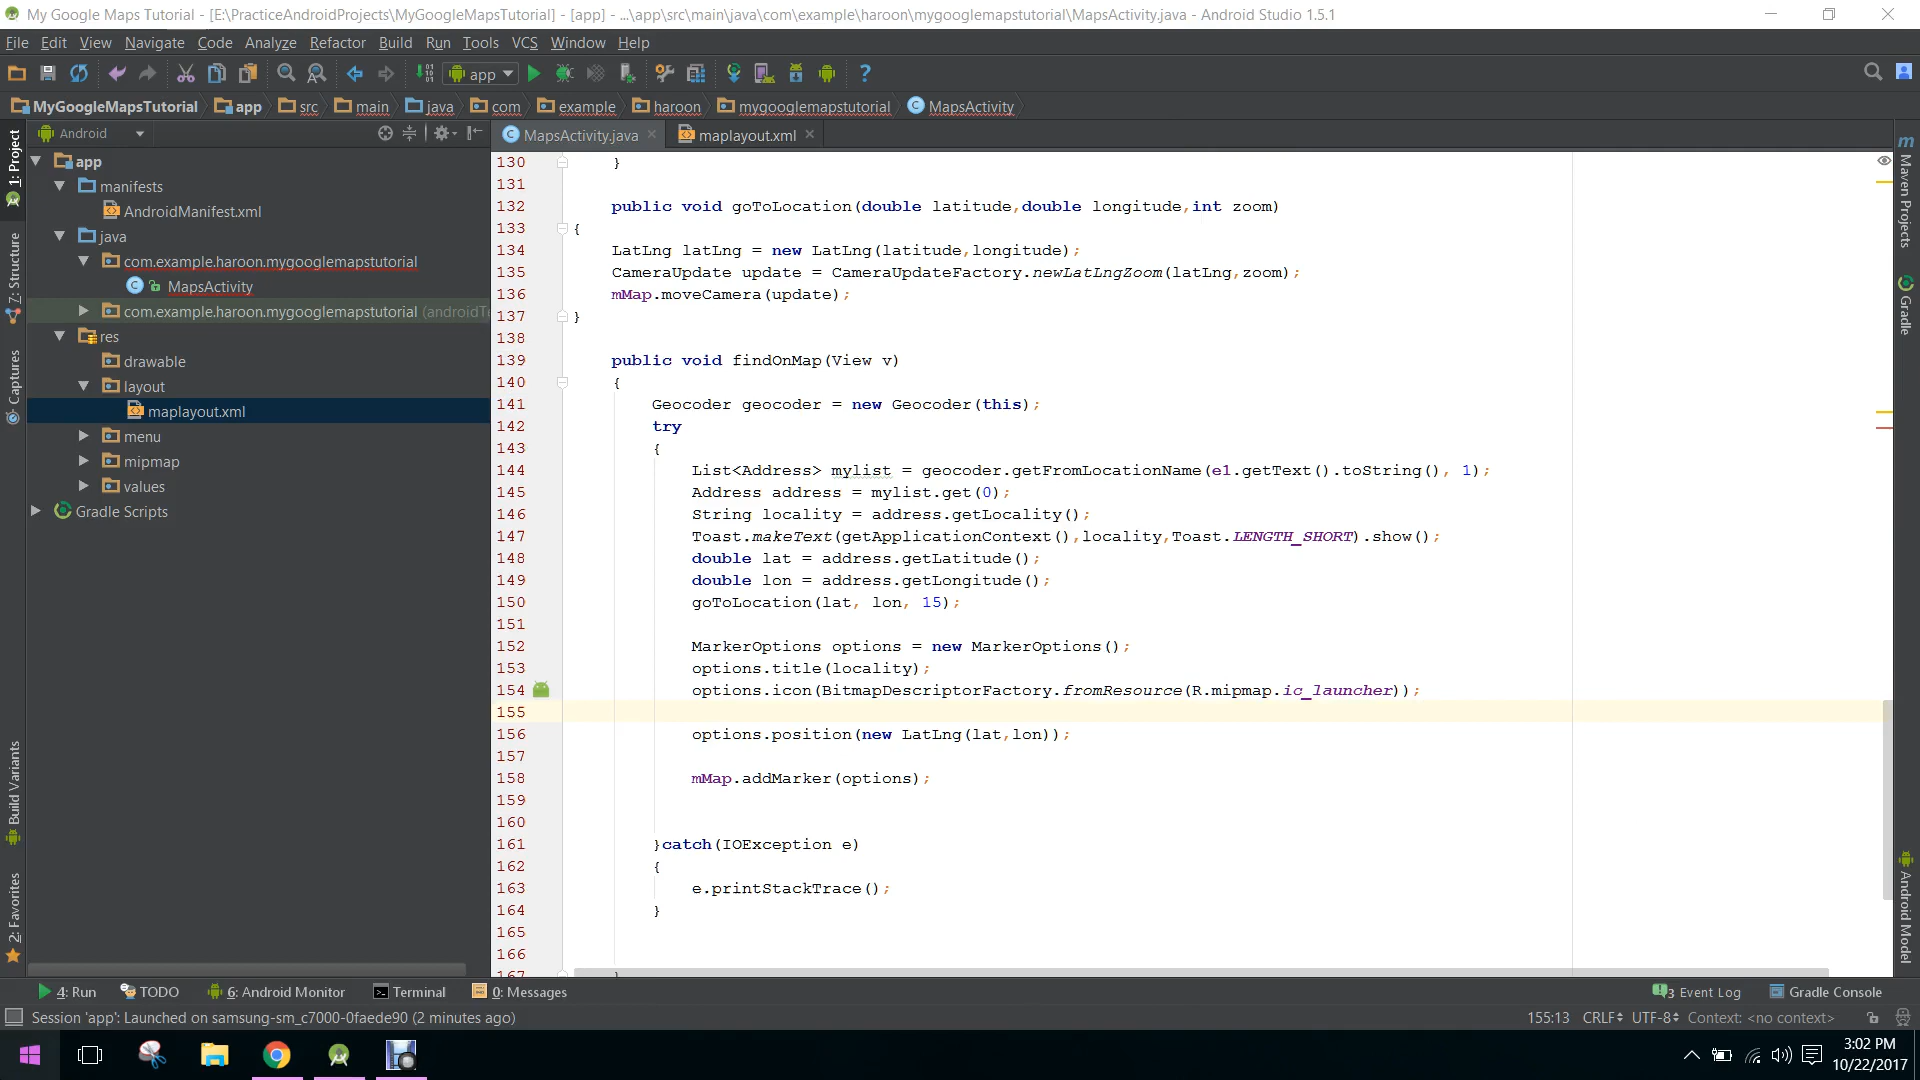 My Google Maps Tutorial - [E:\PracticeAndroidProjects\MyGoogleMapsTutorial] - [app] - ...\app\src\main\java\com\example\haroon\mygooglemapstutorial\MapsActivity.java - Android Studio 1.5.1
File Edit View Navigate Code Analyze Refactor Build Run Tools VCS Window Help
app
MyGoogleMapsTutorial app src main java com example haroon mygooglemapstutorial MapsActivity
Android
MapsActivity.java maplayout.xml
1: Project
7: Structure
Captures
Build Variants
2: Favorites
app
manifests
AndroidManifest.xml
java
com.example.haroon.mygooglemapstutorial
MapsActivity
com.example.haroon.mygooglemapstutorial (androidT
res
drawable
layout
maplayout.xml
menu
mipmap
values
Gradle Scripts
130 }
131
132 public void goToLocation(double latitude,double longitude,int zoom)
133 {
134 LatLng latLng = new LatLng(latitude,longitude);
135 CameraUpdate update = CameraUpdateFactory.newLatLngZoom(latLng,zoom);
136 mMap.moveCamera(update);
137 }
138
139 public void findOnMap(View v)
140 {
141 Geocoder geocoder = new Geocoder(this);
142 try
143 {
144 List<Address> mylist = geocoder.getFromLocationName(e1.getText().toString(), 1);
145 Address address = mylist.get(0);
146 String locality = address.getLocality();
147 Toast.makeText(getApplicationContext(),locality,Toast.LENGTH_SHORT).show();
148 double lat = address.getLatitude();
149 double lon = address.getLongitude();
150 goToLocation(lat, lon, 15);
151
152 MarkerOptions options = new MarkerOptions();
153 options.title(locality);
154 options.icon(BitmapDescriptorFactory.fromResource(R.mipmap.ic_launcher));
155
156 options.position(new LatLng(lat,lon));
157
158 mMap.addMarker(options);
159
160
161 }catch(IOException e)
162 {
163 e.printStackTrace();
164 }
165
166
167 }
m Maven Projects
Gradle
Android Model
4: Run TODO 6: Android Monitor Terminal 0: Messages 3 Event Log Gradle Console
Session 'app': Launched on samsung-sm_c7000-0faede90 (2 minutes ago) 155:13 CRLF UTF-8 Context: <no context>
3:02 PM
10/22/2017